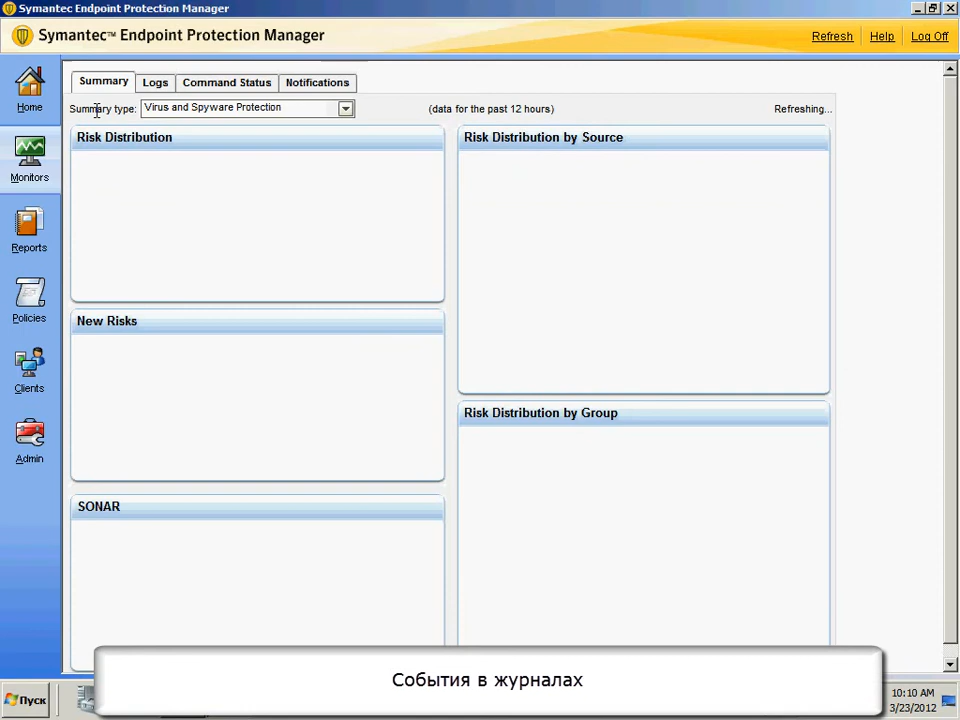 Symantec Endpoint Protection Manager
Symantec™ Endpoint Protection Manager
Refresh Help Log Off
Home
Monitors
Reports
Policies
Clients
Admin
Summary Logs Command Status Notifications
Summary type: Virus and Spyware Protection (data for the past 12 hours) Refreshing...
Risk Distribution
Risk Distribution by Source
New Risks
Risk Distribution by Group
SONAR
События в журналах
Пуск
10:10 AM
3/23/2012